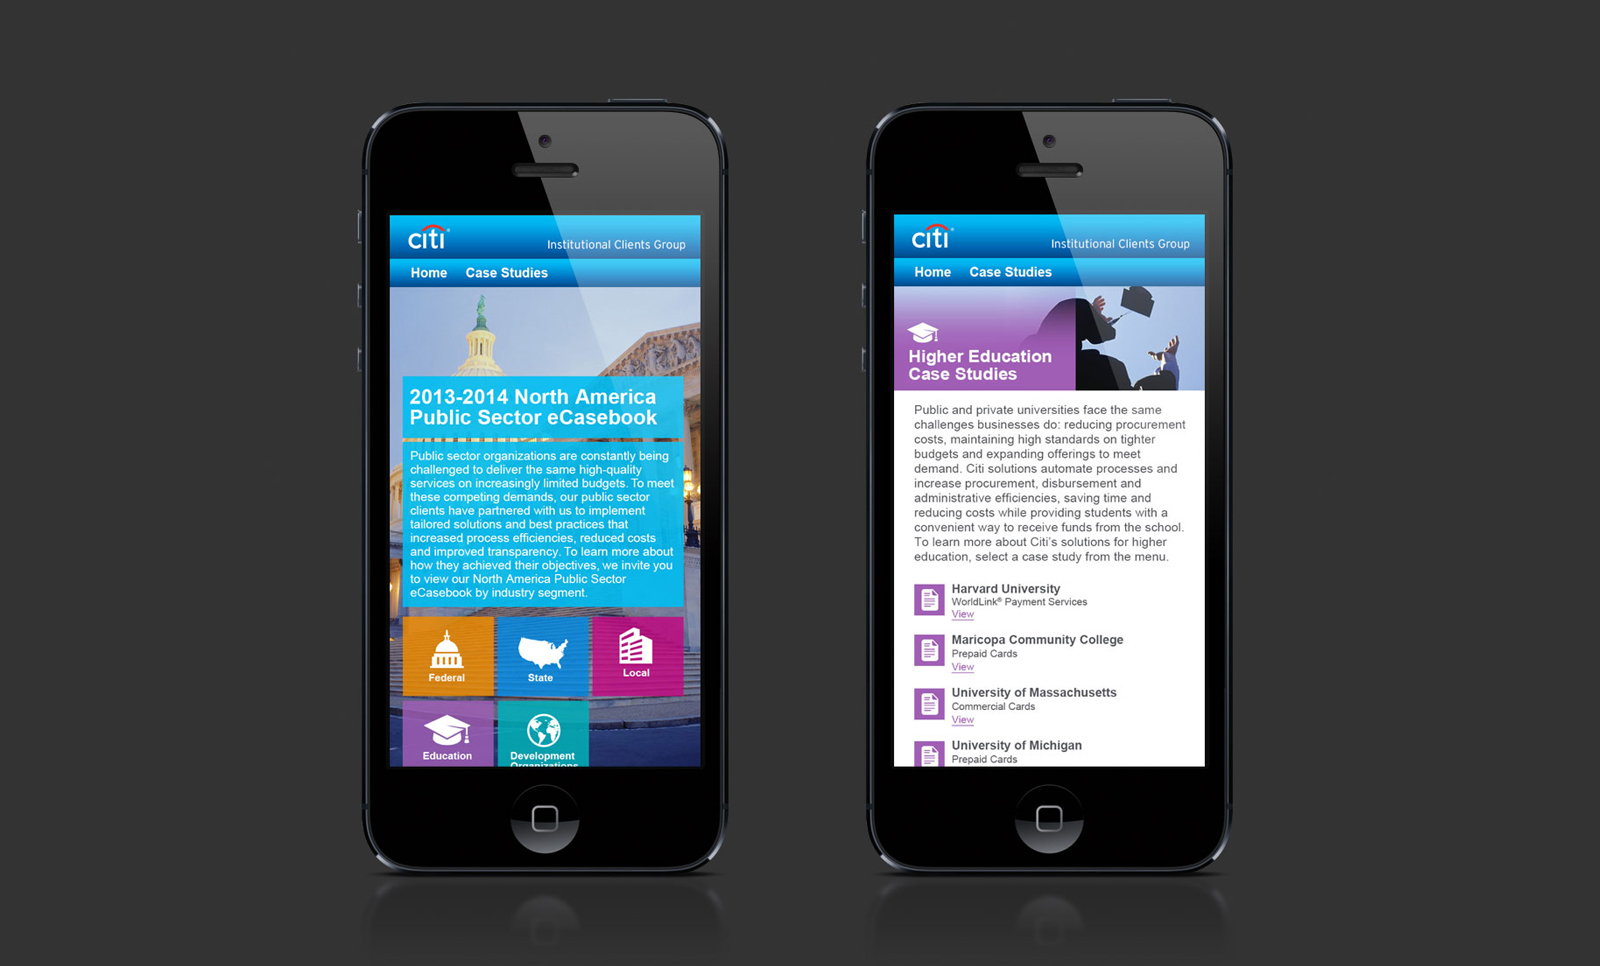 citi®
Institutional Clients Group
Home Case Studies
2013-2014 North America
Public Sector eCasebook
Public sector organizations are constantly being
challenged to deliver the same high-quality
services on increasingly limited budgets. To meet
these competing demands, our public sector
clients have partnered with us to implement
tailored solutions and best practices that
increased process efficiencies, reduced costs
and improved transparency. To learn more about
how they achieved their objectives, we invite you
to view our North America Public Sector
eCasebook by industry segment.
Federal
State
Local
Education
Development
Organizations
citi®
Institutional Clients Group
Home Case Studies
Higher Education
Case Studies
Public and private universities face the same
challenges businesses do: reducing procurement
costs, maintaining high standards on tighter
budgets and expanding offerings to meet
demand. Citi solutions automate processes and
increase procurement, disbursement and
administrative efficiencies, saving time and
reducing costs while providing students with a
convenient way to receive funds from the school.
To learn more about Citi's solutions for higher
education, select a case study from the menu.
Harvard University
WorldLink® Payment Services
View
Maricopa Community College
Prepaid Cards
View
University of Massachusetts
Commercial Cards
View
University of Michigan
Prepaid Cards